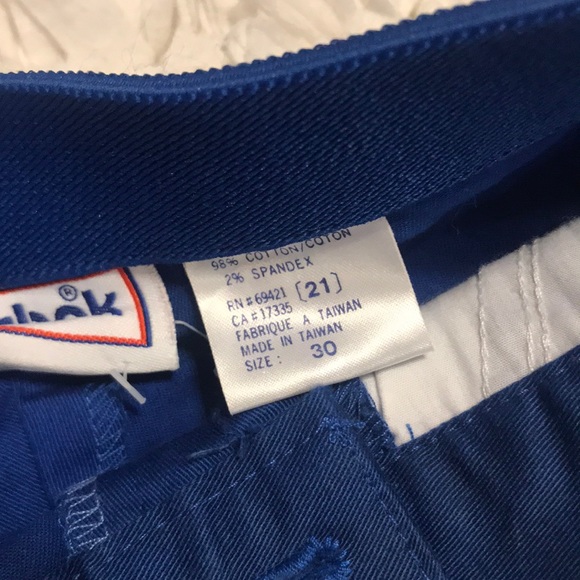 98% COTTON/COTON
2% SPANDEX
RN#69421 [21]
CA#17335
FABRIQUE A TAIWAN
MADE IN TAIWAN
SIZE: 30
®